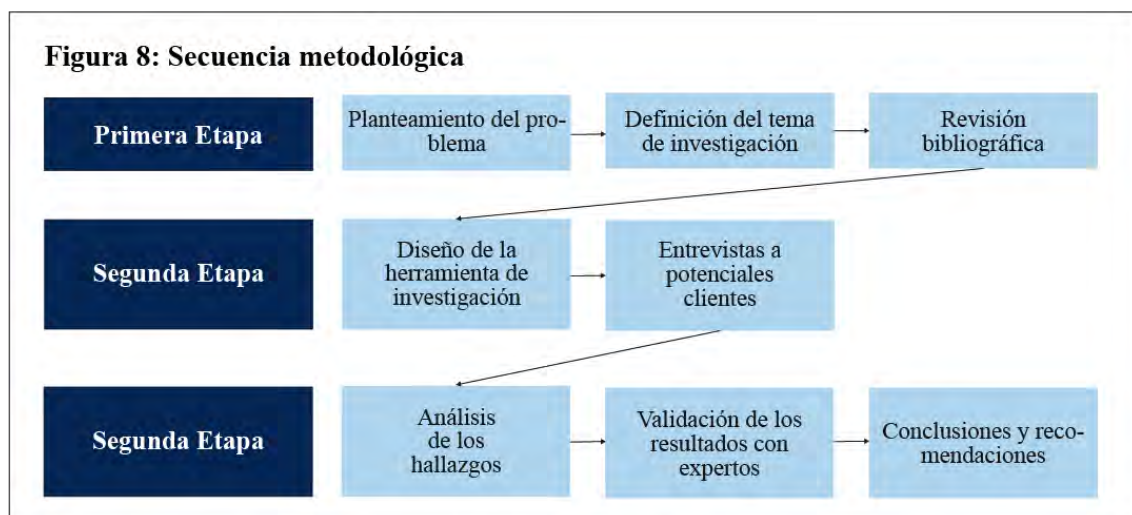 Figura 8: Secuencia metodológica
Primera Etapa
Planteamiento del pro-
blema
Definición del tema
de investigación
Revisión
bibliográfica
Segunda Etapa
Diseño de la
herramienta de
investigación
Entrevistas a
potenciales
clientes
Segunda Etapa
Análisis
de los
hallazgos
Validación de los
resultados con
expertos
Conclusiones y reco-
mendaciones